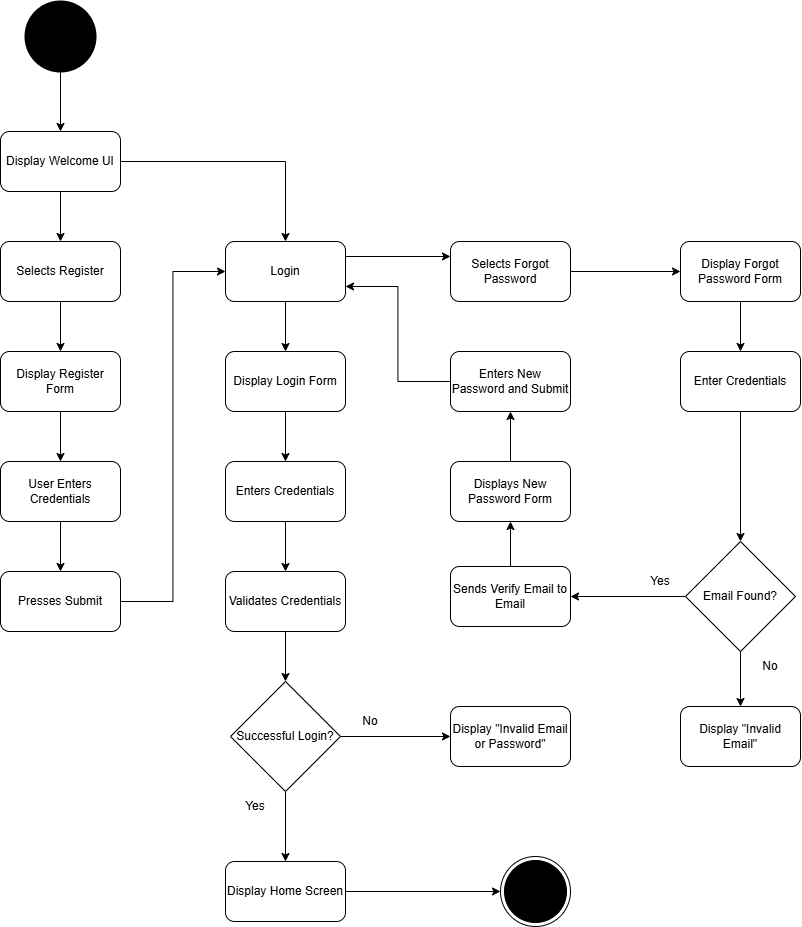 Display Welcome UI
Selects Register
Login
Selects Forgot
Password
Display Forgot
Password Form
Display Register
Form
Display Login Form
Enters New
Password and Submit
Enter Credentials
User Enters
Credentials
Enters Credentials
Displays New
Password Form
Presses Submit
Validates Credentials
Sends Verify Email to
Email
Yes
Email Found?
No
Successful Login?
No
Display "Invalid Email
or Password"
Display "Invalid
Email"
Yes
Display Home Screen